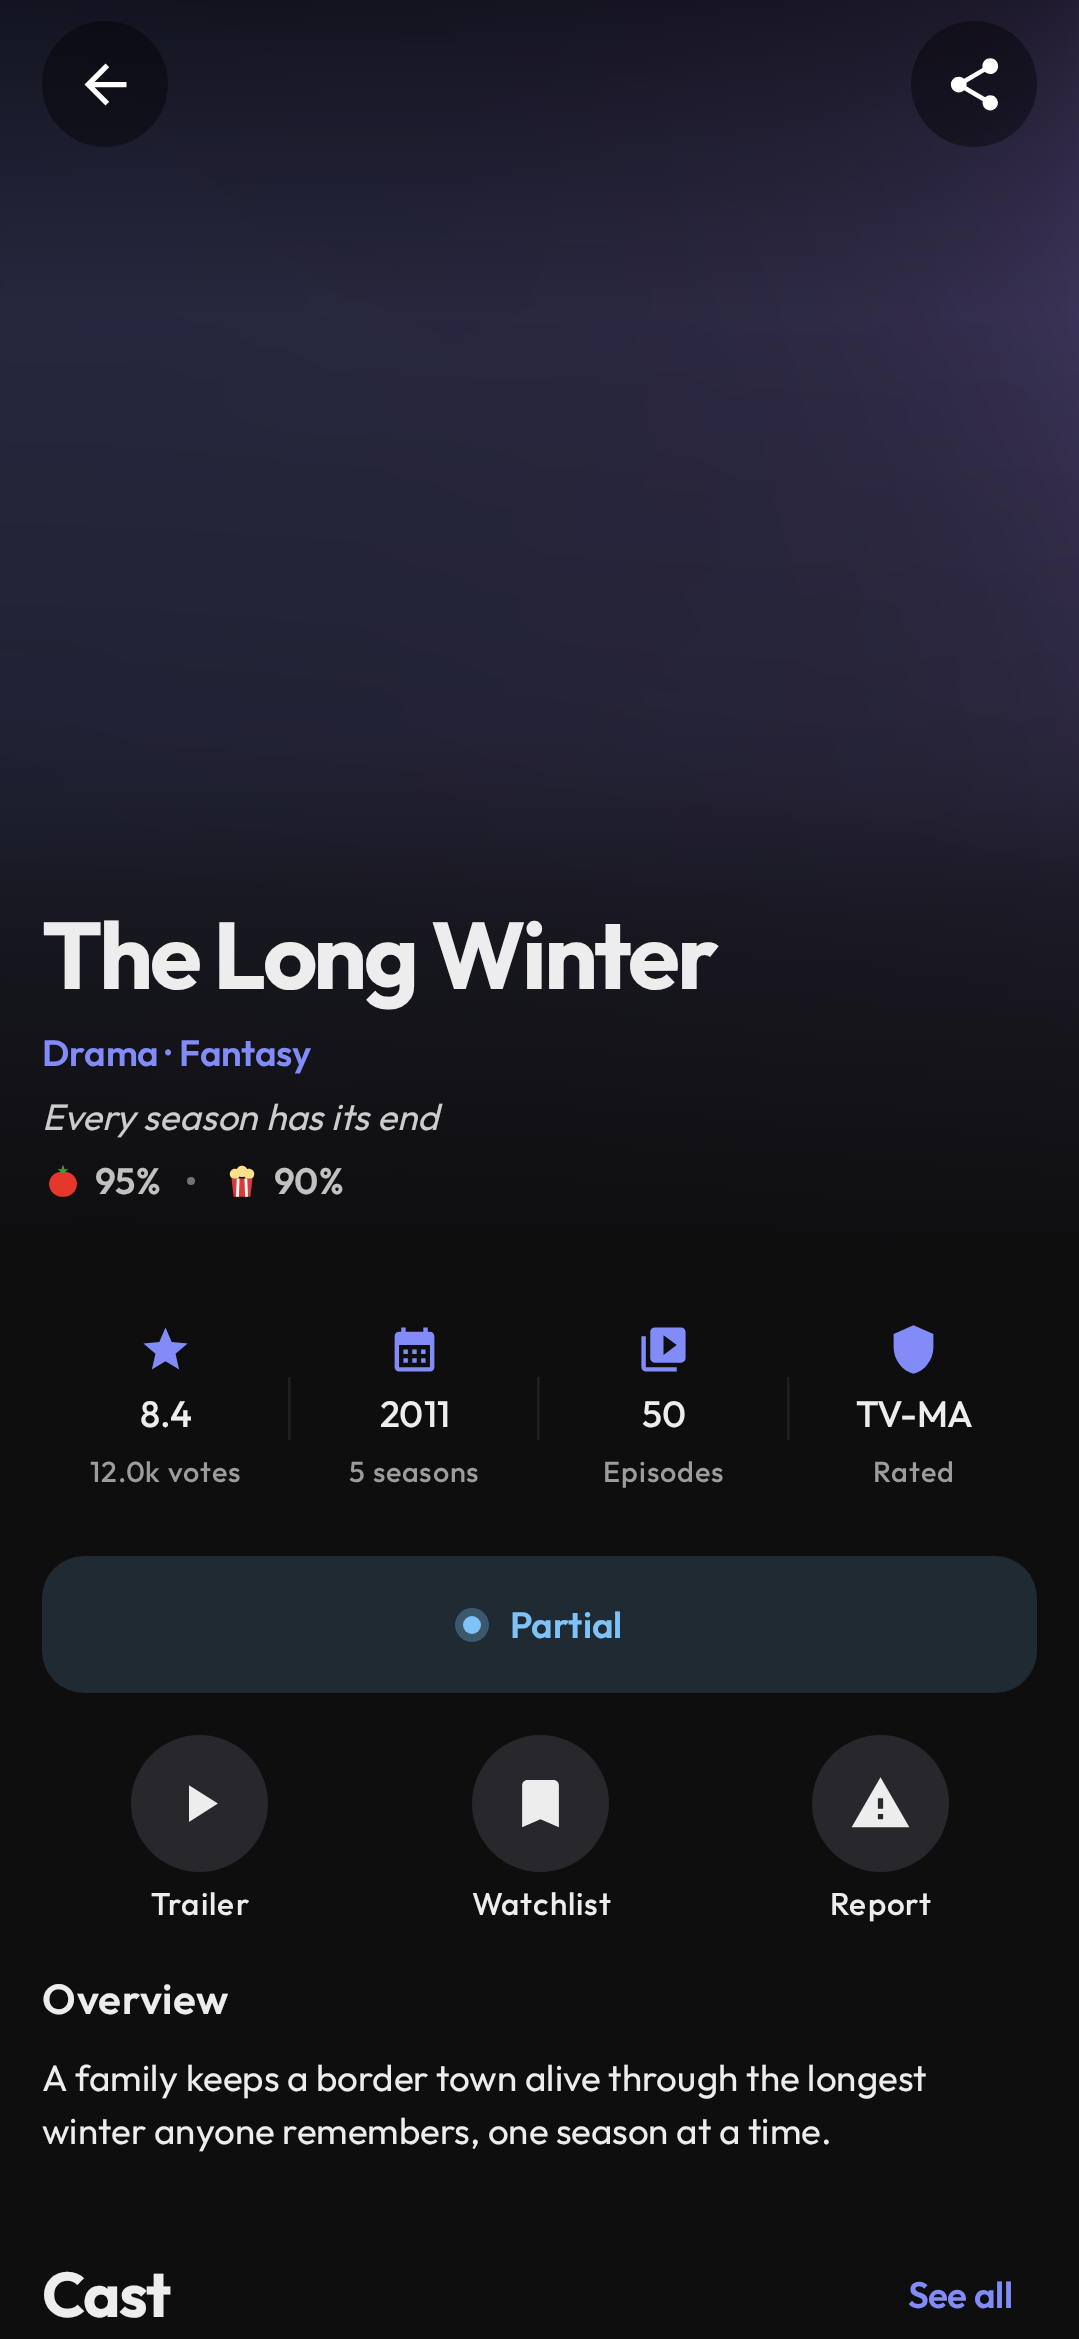 The Long Winter
Drama · Fantasy
Every season has its end
95% • 90%
8.4
12.0k votes
2011
5 seasons
50
Episodes
TV-MA
Rated
Partial
Trailer
Watchlist
Report
Overview
A family keeps a border town alive through the longest
winter anyone remembers, one season at a time.
Cast
See all